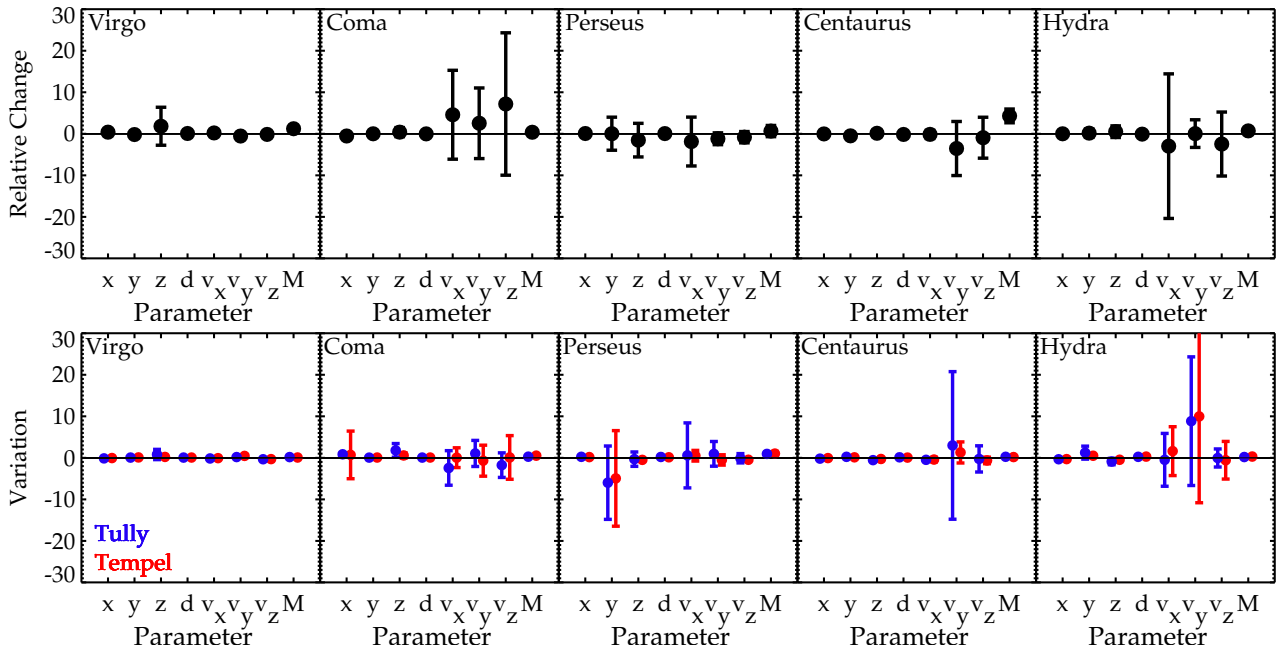 Relative Change
30
20
10
0
-10
-20
-30
Virgo
Coma
Perseus
Centaurus
Hydra
x y z d vx vy vz M
x y z d vx vy vz M
x y z d vx vy vz M
x y z d vx vy vz M
x y z d vx vy vz M
Parameter
Parameter
Parameter
Parameter
Parameter
Variation
30
20
10
0
-10
-20
-30
Virgo
Coma
Perseus
Centaurus
Hydra
Tully
Tempel
x y z d vx vy vz M
x y z d vx vy vz M
x y z d vx vy vz M
x y z d vx vy vz M
x y z d vx vy vz M
Parameter
Parameter
Parameter
Parameter
Parameter